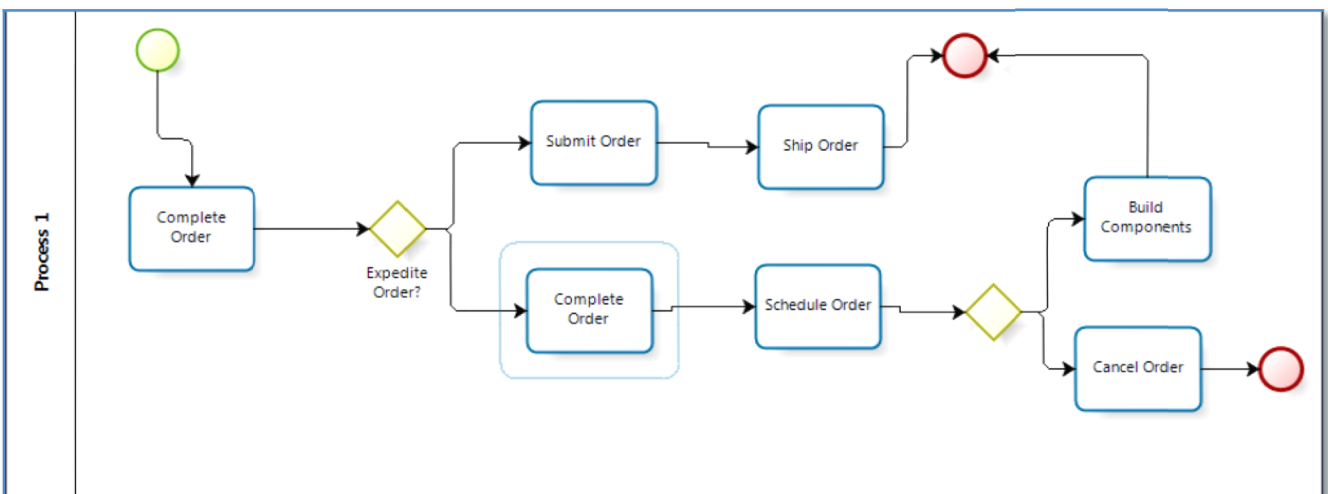 Process 1
Complete
Order
Expedite
Order?
Submit Order
Ship Order
Complete
Order
Schedule Order
Build
Components
Cancel Order